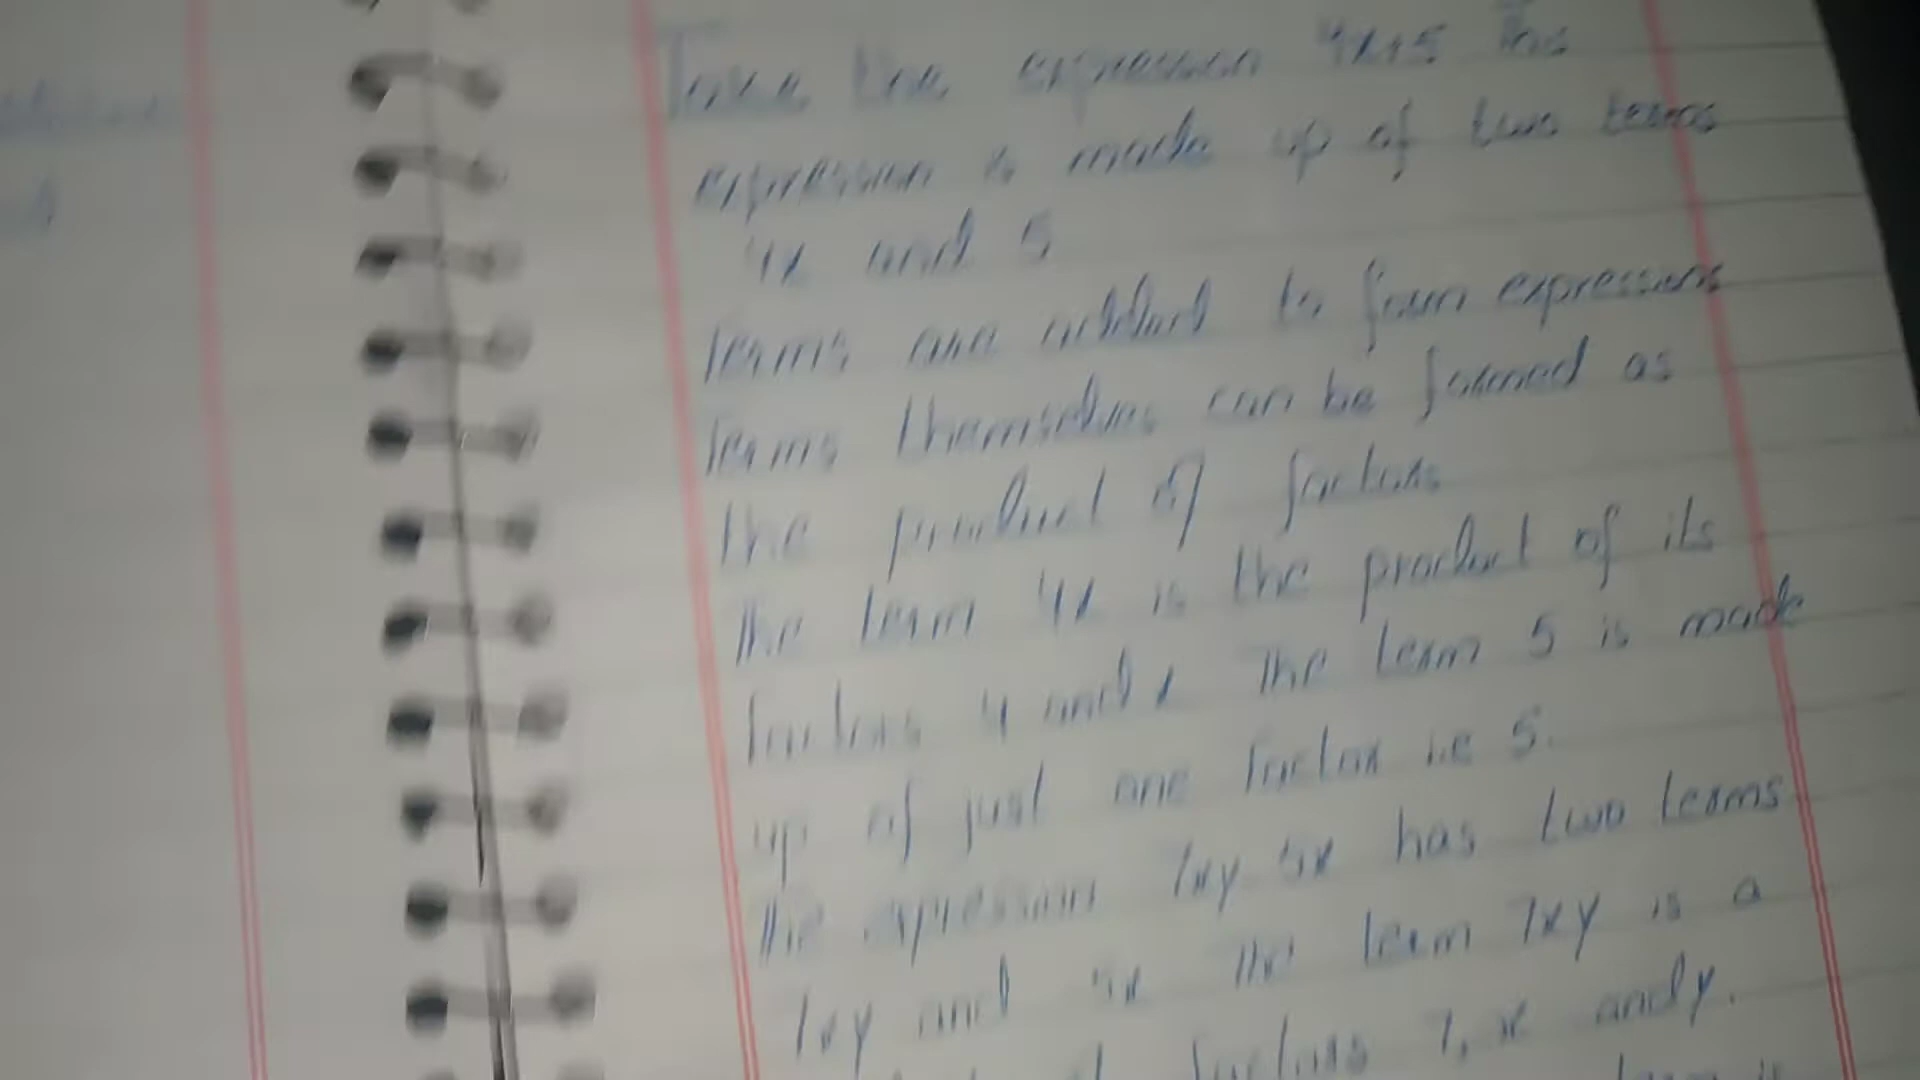 Take the expression 4x+5 This
expression is made up of two terms
4x and 5
Terms are added to form expressions
Terms themselves can be formed as
the product of factors
The term 4x is the product of its
factors 4 and x The term 5 is made
up of just one factor i.e 5.
The expression 7xy 5x has two terms
7xy and 5x The term 7xy is a
factors 7, x and y.
term is